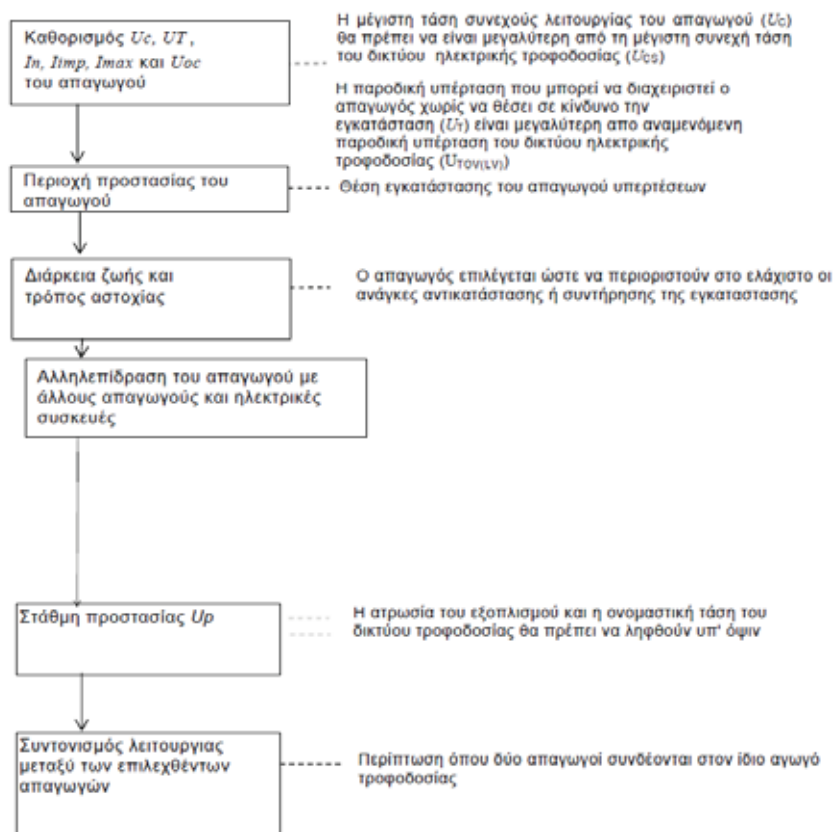 Καθορισμός Uc, UT ,
In, Iimp, Imax και Uoc
του απαγωγού
Η μέγιστη τάση συνεχούς λειτουργίας του απαγωγού (UC)
θα πρέπει να είναι μεγαλύτερη από τη μέγιστη συνεχή τάση
του δικτύου ηλεκτρικής τροφοδοσίας (UCS)
Η παροδική υπέρταση που μπορεί να διαχειριστεί ο
απαγωγός χωρίς να θέσει σε κίνδυνο την
εγκατάσταση (UT) είναι μεγαλύτερη απο αναμενόμενη
παροδική υπέρταση του δικτύου ηλεκτρικής
τροφοδοσίας (UTOV(LV))
Περιοχή προστασίας του
απαγωγού
Θέση εγκατάστασης του απαγωγού υπερτέσεων
Διάρκεια ζωής και
τρόπος αστοχίας
Ο απαγωγός επιλέγεται ώστε να περιοριστούν στο ελάχιστο οι
ανάγκες αντικατάστασης ή συντήρησης της εγκαταστασης
Αλληλεπίδραση του απαγωγού με
άλλους απαγωγούς και ηλεκτρικές
συσκευές
Στάθμη προστασίας Up
Η ατρωσία του εξοπλισμού και η ονομαστική τάση του
δικτύου τροφοδοσίας θα πρέπει να ληφθούν υπ' όψιν
Συντονισμός λειτουργιας
μεταξύ των επιλεχθέντων
απαγωγών
Περίπτωση όπου δύο απαγωγοί συνδέονται στον ίδιο αγωγό
τροφοδοσίας